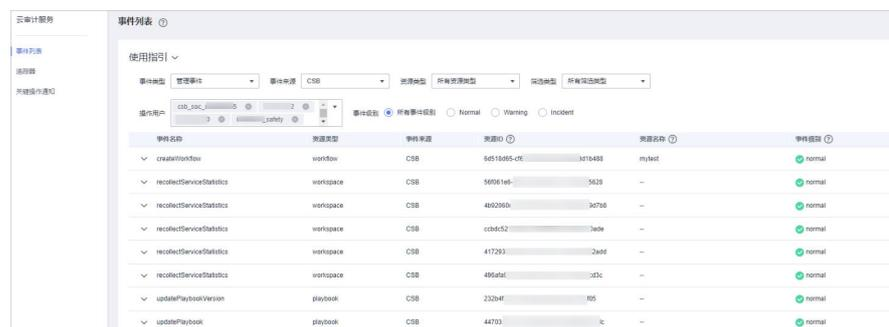 云审计服务
事件列表
事件列表
追踪器
关键操作通知
使用指引
事件类型 管理事件 事件来源 CSB 资源类型 所有资源类型 筛选类型 所有筛选类型
操作用户 csb_soc_ 5 2 3 _safety 事件级别 所有事件级别 Normal Warning Incident
事件名称 资源类型 事件来源 资源ID 资源名称 事件级别
createWorkflow workflow CSB 6d518d65-cf6 d1b488 mytest normal
recollectServiceStatistics workspace CSB 56f061e6- 5628 -- normal
recollectServiceStatistics workspace CSB 4b92060 9d7b8 -- normal
recollectServiceStatistics workspace CSB ccbdc52 ade -- normal
recollectServiceStatistics workspace CSB 417293 2add -- normal
recollectServiceStatistics workspace CSB 496afa d3c -- normal
updatePlaybookVersion playbook CSB 232b4f f05 -- normal
updatePlaybook playbook CSB 44703 c -- normal